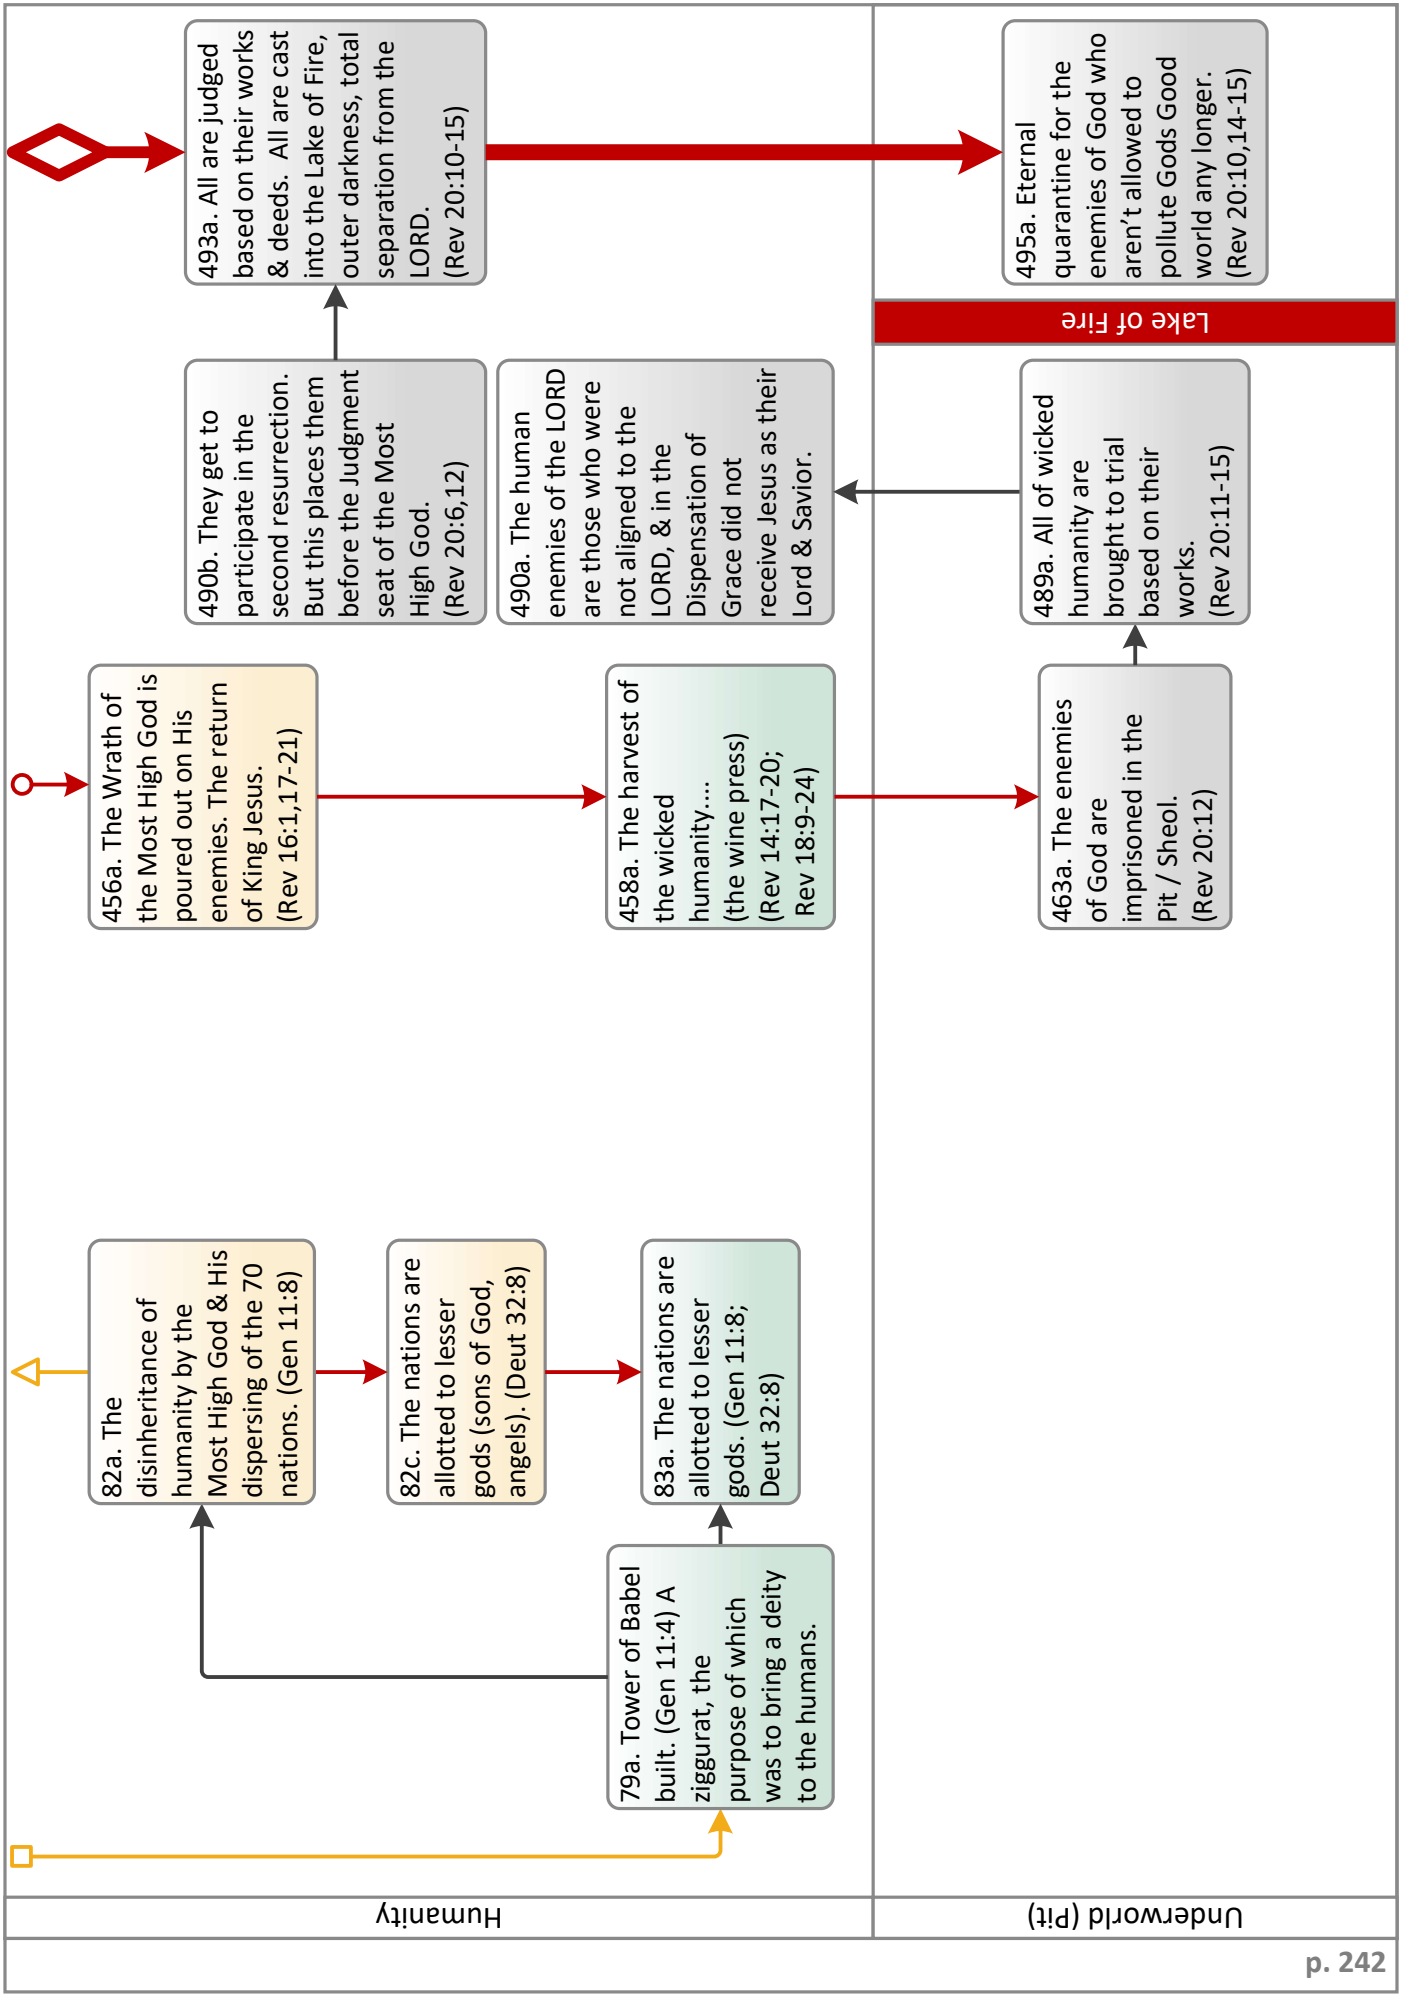 Humanity
Underworld (Pit)
p. 242
79a. Tower of Babel
built. (Gen 11:4) A
ziggurat, the
purpose of which
was to bring a deity
to the humans.
82a. The
disinheritance of
humanity by the
Most High God & His
dispersing of the 70
nations. (Gen 11:8)
82c. The nations are
allotted to lesser
gods (sons of God,
angels). (Deut 32:8)
83a. The nations are
allotted to lesser
gods. (Gen 11:8;
Deut 32:8)
456a. The Wrath of
the Most High God is
poured out on His
enemies. The return
of King Jesus.
(Rev 16:1,17-21)
458a. The harvest of
the wicked
humanity....
(the wine press)
(Rev 14:17-20;
Rev 18:9-24)
463a. The enemies
of God are
imprisoned in the
Pit / Sheol.
(Rev 20:12)
489a. All of wicked
humanity are
brought to trial
based on their
works.
(Rev 20:11-15)
490a. The human
enemies of the LORD
are those who were
not aligned to the
LORD, & in the
Dispensation of
Grace did not
receive Jesus as their
Lord & Savior.
490b. They get to
participate in the
second resurrection.
But this places them
before the Judgment
seat of the Most
High God.
(Rev 20:6,12)
493a. All are judged
based on their works
& deeds. All are cast
into the Lake of Fire,
outer darkness, total
separation from the
LORD.
(Rev 20:10-15)
Lake of Fire
495a. Eternal
quarantine for the
enemies of God who
aren't allowed to
pollute Gods Good
world any longer.
(Rev 20:10,14-15)